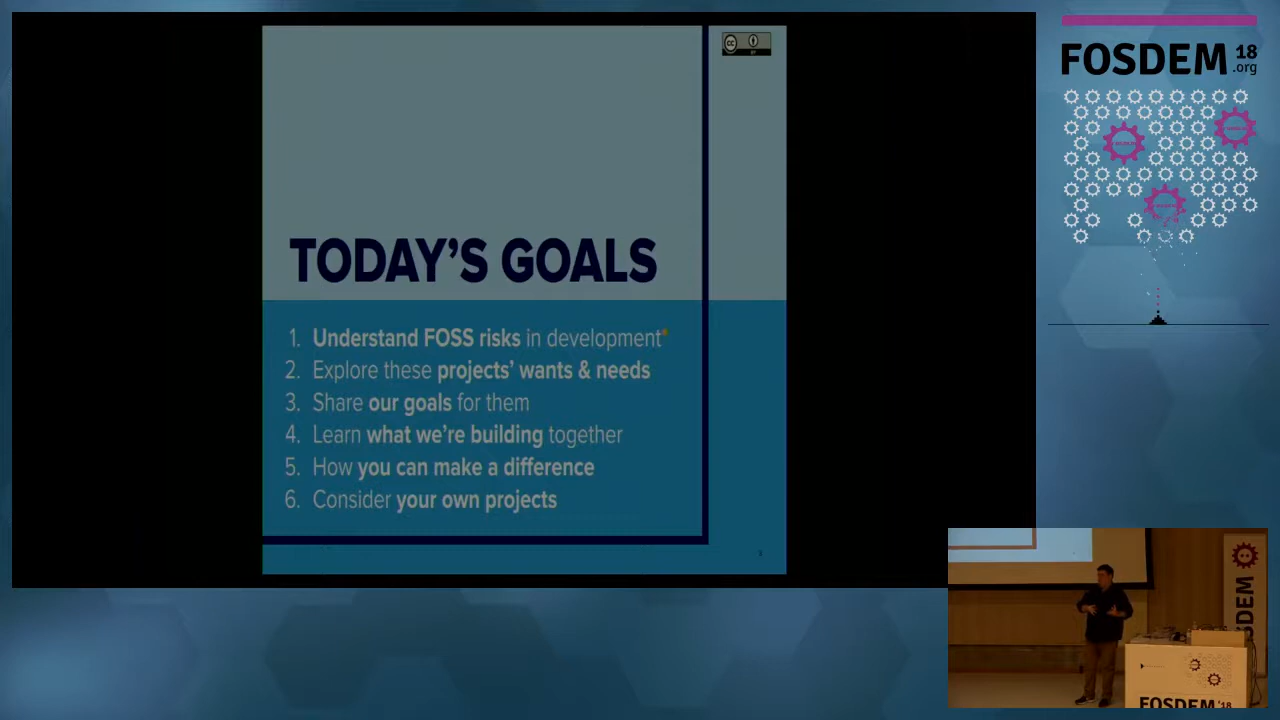 TODAY'S GOALS
1. Understand FOSS risks in development*
2. Explore these projects' wants & needs
3. Share our goals for them
4. Learn what we're building together
5. How you can make a difference
6. Consider your own projects
cc
BY
FOSDEM 18
.org
FOSDEM
FOSDEM'18